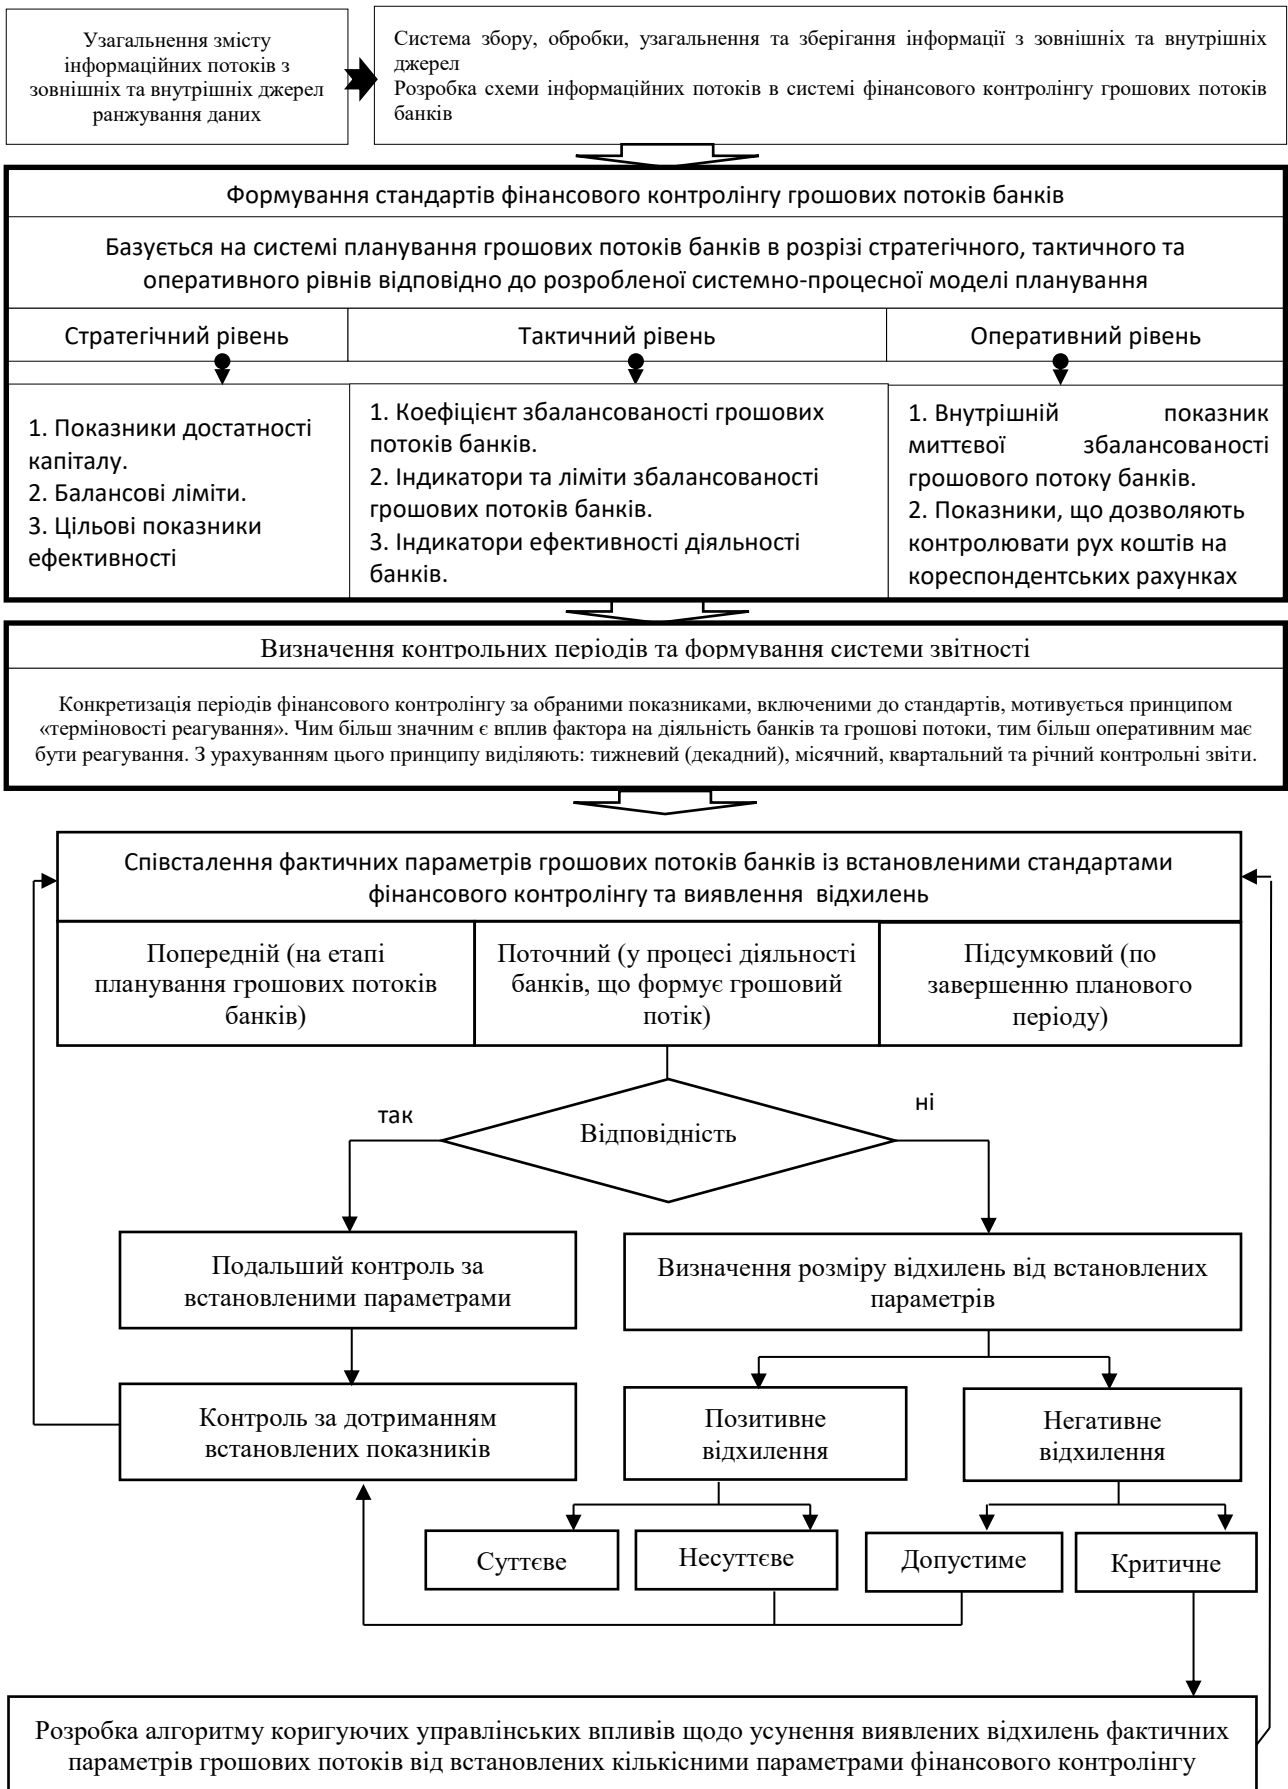 Узагальнення змісту
інформаційних потоків з
зовнішніх та внутрішніх джерел
ранжування даних
Система збору, обробки, узагальнення та зберігання інформації з зовнішніх та внутрішніх
джерел
Розробка схеми інформаційних потоків в системі фінансового контролінгу грошових потоків
банків
Формування стандартів фінансового контролінгу грошових потоків банків
Базується на системі планування грошових потоків банків в розрізі стратегічного, тактичного та
оперативного рівнів відповідно до розробленої системно-процесної моделі планування
Стратегічний рівень
Тактичний рівень
Оперативний рівень
1. Показники достатності
капіталу.
2. Балансові ліміти.
3. Цільові показники
ефективності
1. Коефіцієнт збалансованості грошових
потоків банків.
2. Індикатори та ліміти збалансованості
грошових потоків банків.
3. Індикатори ефективності діяльності
банків.
1. Внутрішній показник
миттєвої збалансованості
грошового потоку банків.
2. Показники, що дозволяють
контролювати рух коштів на
кореспондентських рахунках
Визначення контрольних періодів та формування системи звітності
Конкретизація періодів фінансового контролінгу за обраними показниками, включеними до стандартів, мотивується принципом
«терміновості реагування». Чим більш значним є вплив фактора на діяльність банків та грошові потоки, тим більш оперативним має
бути реагування. З урахуванням цього принципу виділяють: тижневий (декадний), місячний, квартальний та річний контрольні звіти.
Співсталення фактичних параметрів грошових потоків банків із встановленими стандартами
фінансового контролінгу та виявлення відхилень
Попередній (на етапі
планування грошових потоків
банків)
Поточний (у процесі діяльності
банків, що формує грошовий
потік)
Підсумковий (по
завершенню планового
періоду)
так
ні
Відповідність
Подальший контроль за
встановленими параметрами
Визначення розміру відхилень від встановлених
параметрів
Контроль за дотриманням
встановлених показників
Позитивне
відхилення
Негативне
відхилення
Суттєве
Несуттєве
Допустиме
Критичне
Розробка алгоритму коригуючих управлінських впливів щодо усунення виявлених відхилень фактичних
параметрів грошових потоків від встановлених кількісними параметрами фінансового контролінгу